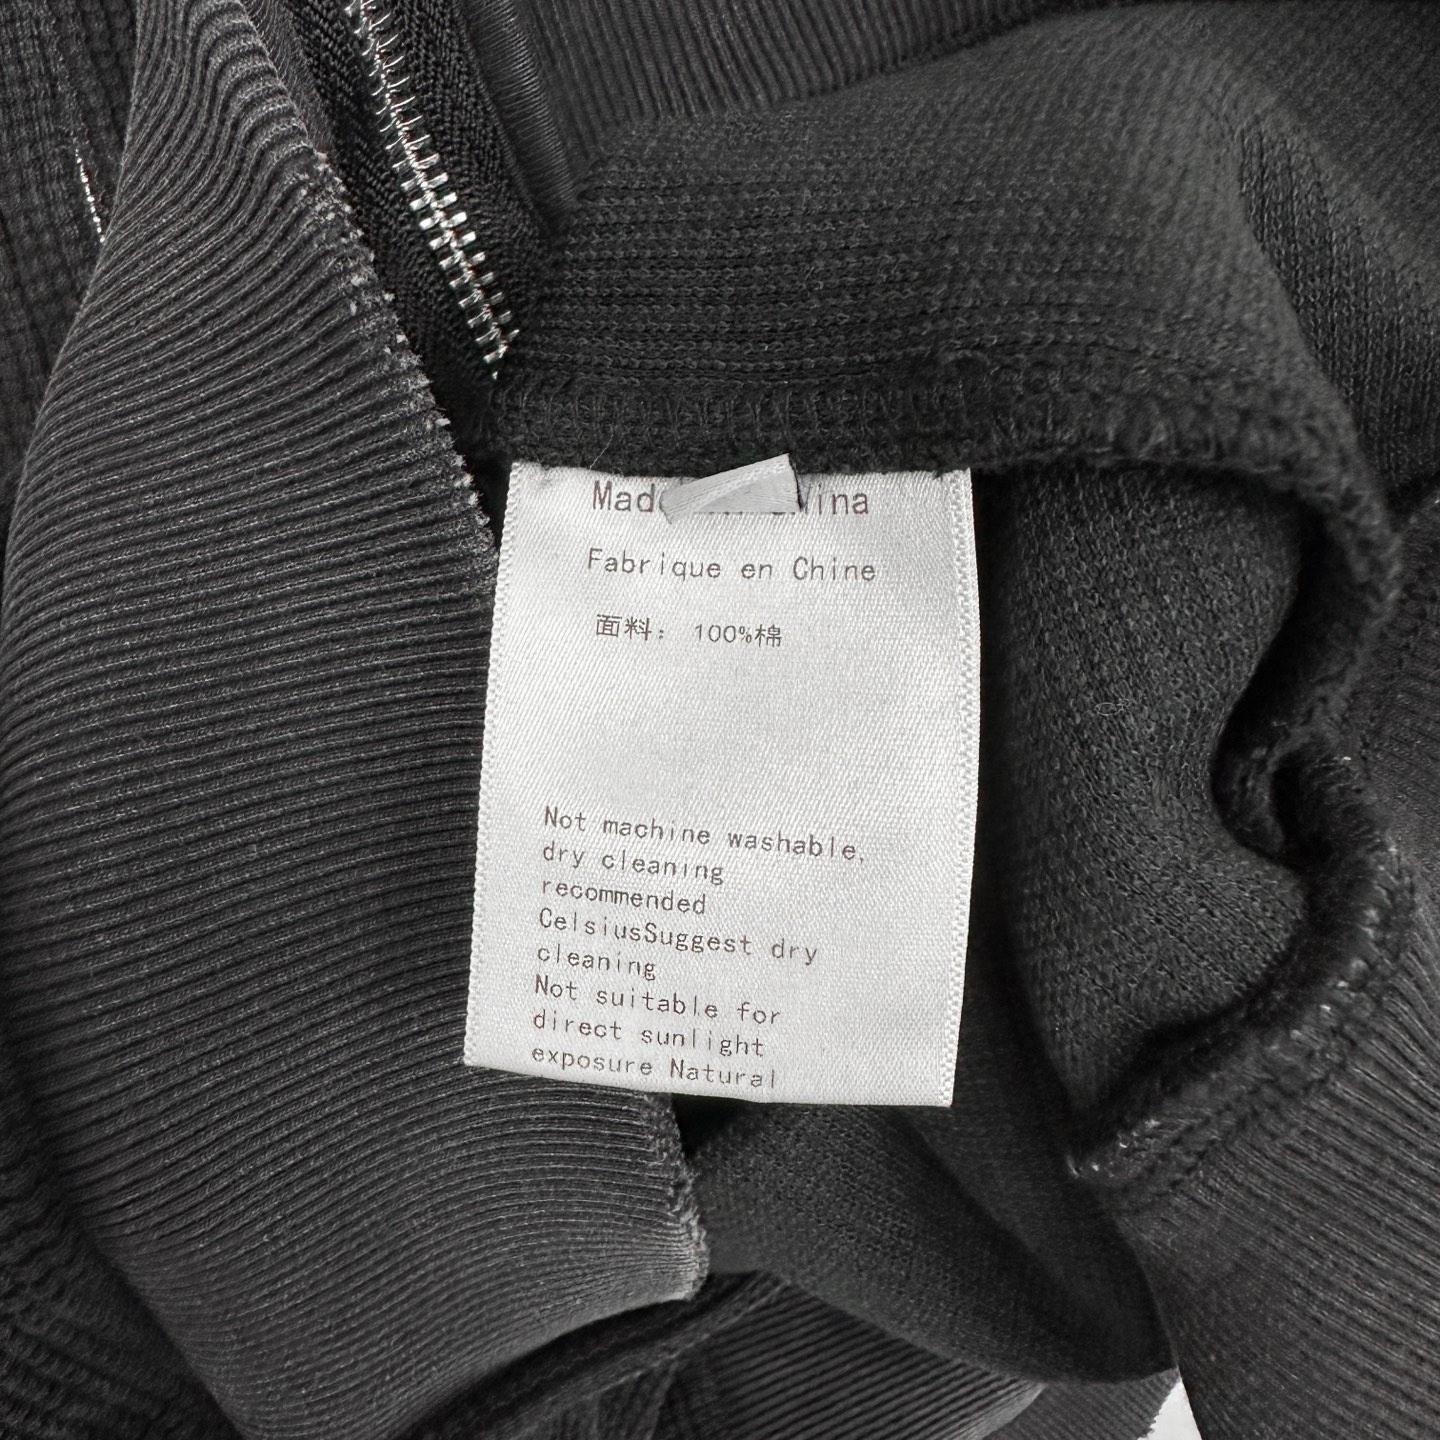 Fabrique en Chine
面料: 100%棉
Not machine washable,
dry cleaning
recommended
CelsiusSuggest dry
cleaning
Not suitable for
direct sunlight
exposure Natural